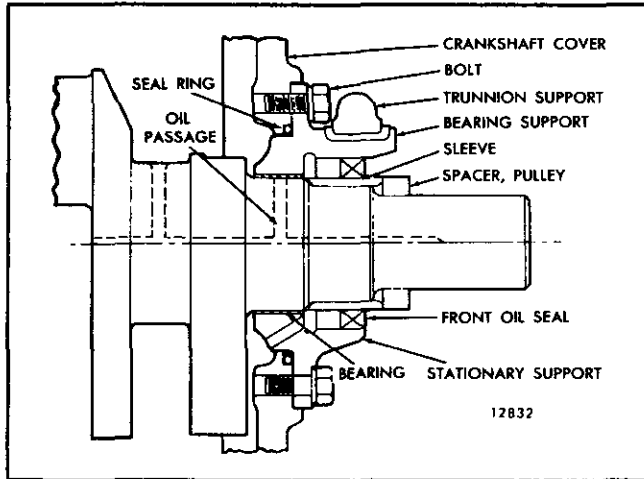 CRANKSHAFT COVER
BOLT
SEAL RING
TRUNNION SUPPORT
OIL
PASSAGE
BEARING SUPPORT
SLEEVE
SPACER, PULLEY
FRONT OIL SEAL
BEARING
STATIONARY SUPPORT
12832